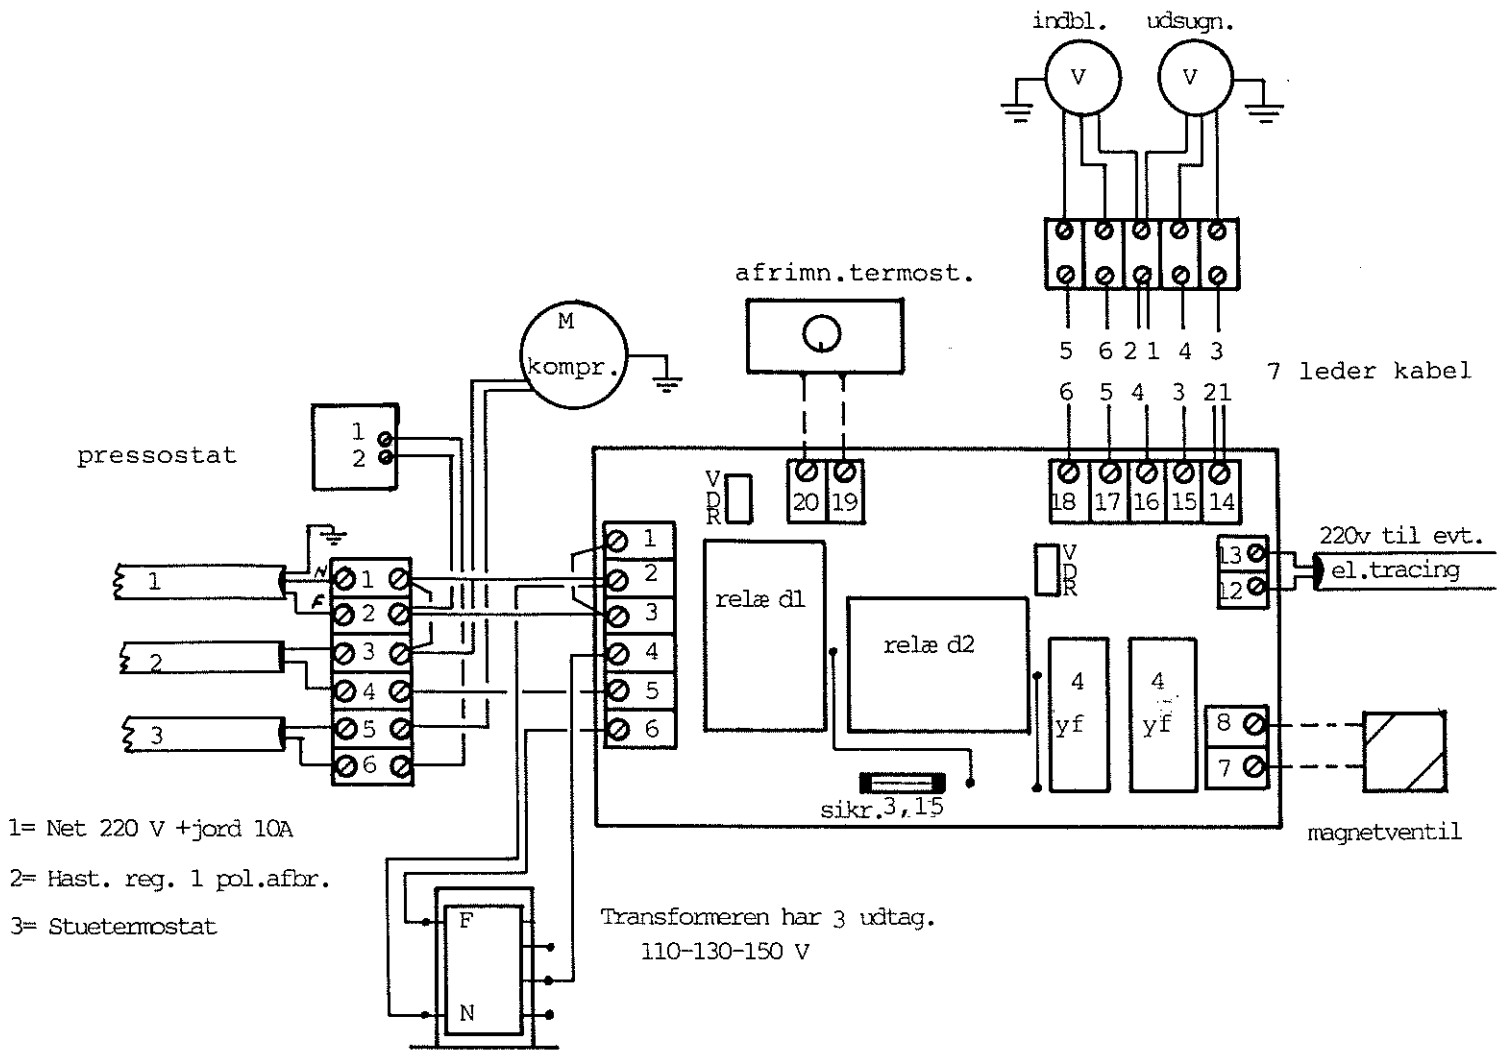 indbl. udsugn.
V V
afrimn.termost.
M
kompr.
5 6 2 1 4 3
7 leder kabel
6 5 4 3 21
pressostat
1
2
V
D
R
20 19
18 17 16 15 14
1
2
3
4
5
6
relæ d1
relæ d2
V
D
R
13
12
220v til evt.
el.tracing
N
F
1
2
3
1
2
3
4
5
6
4
yf
4
yf
8
7
sikr.3,15
magnetventil
1= Net 220 V +jord 10A
2= Hast. reg. 1 pol.afbr.
3= Stuetermostat
F
N
Transformeren har 3 udtag.
110-130-150 V